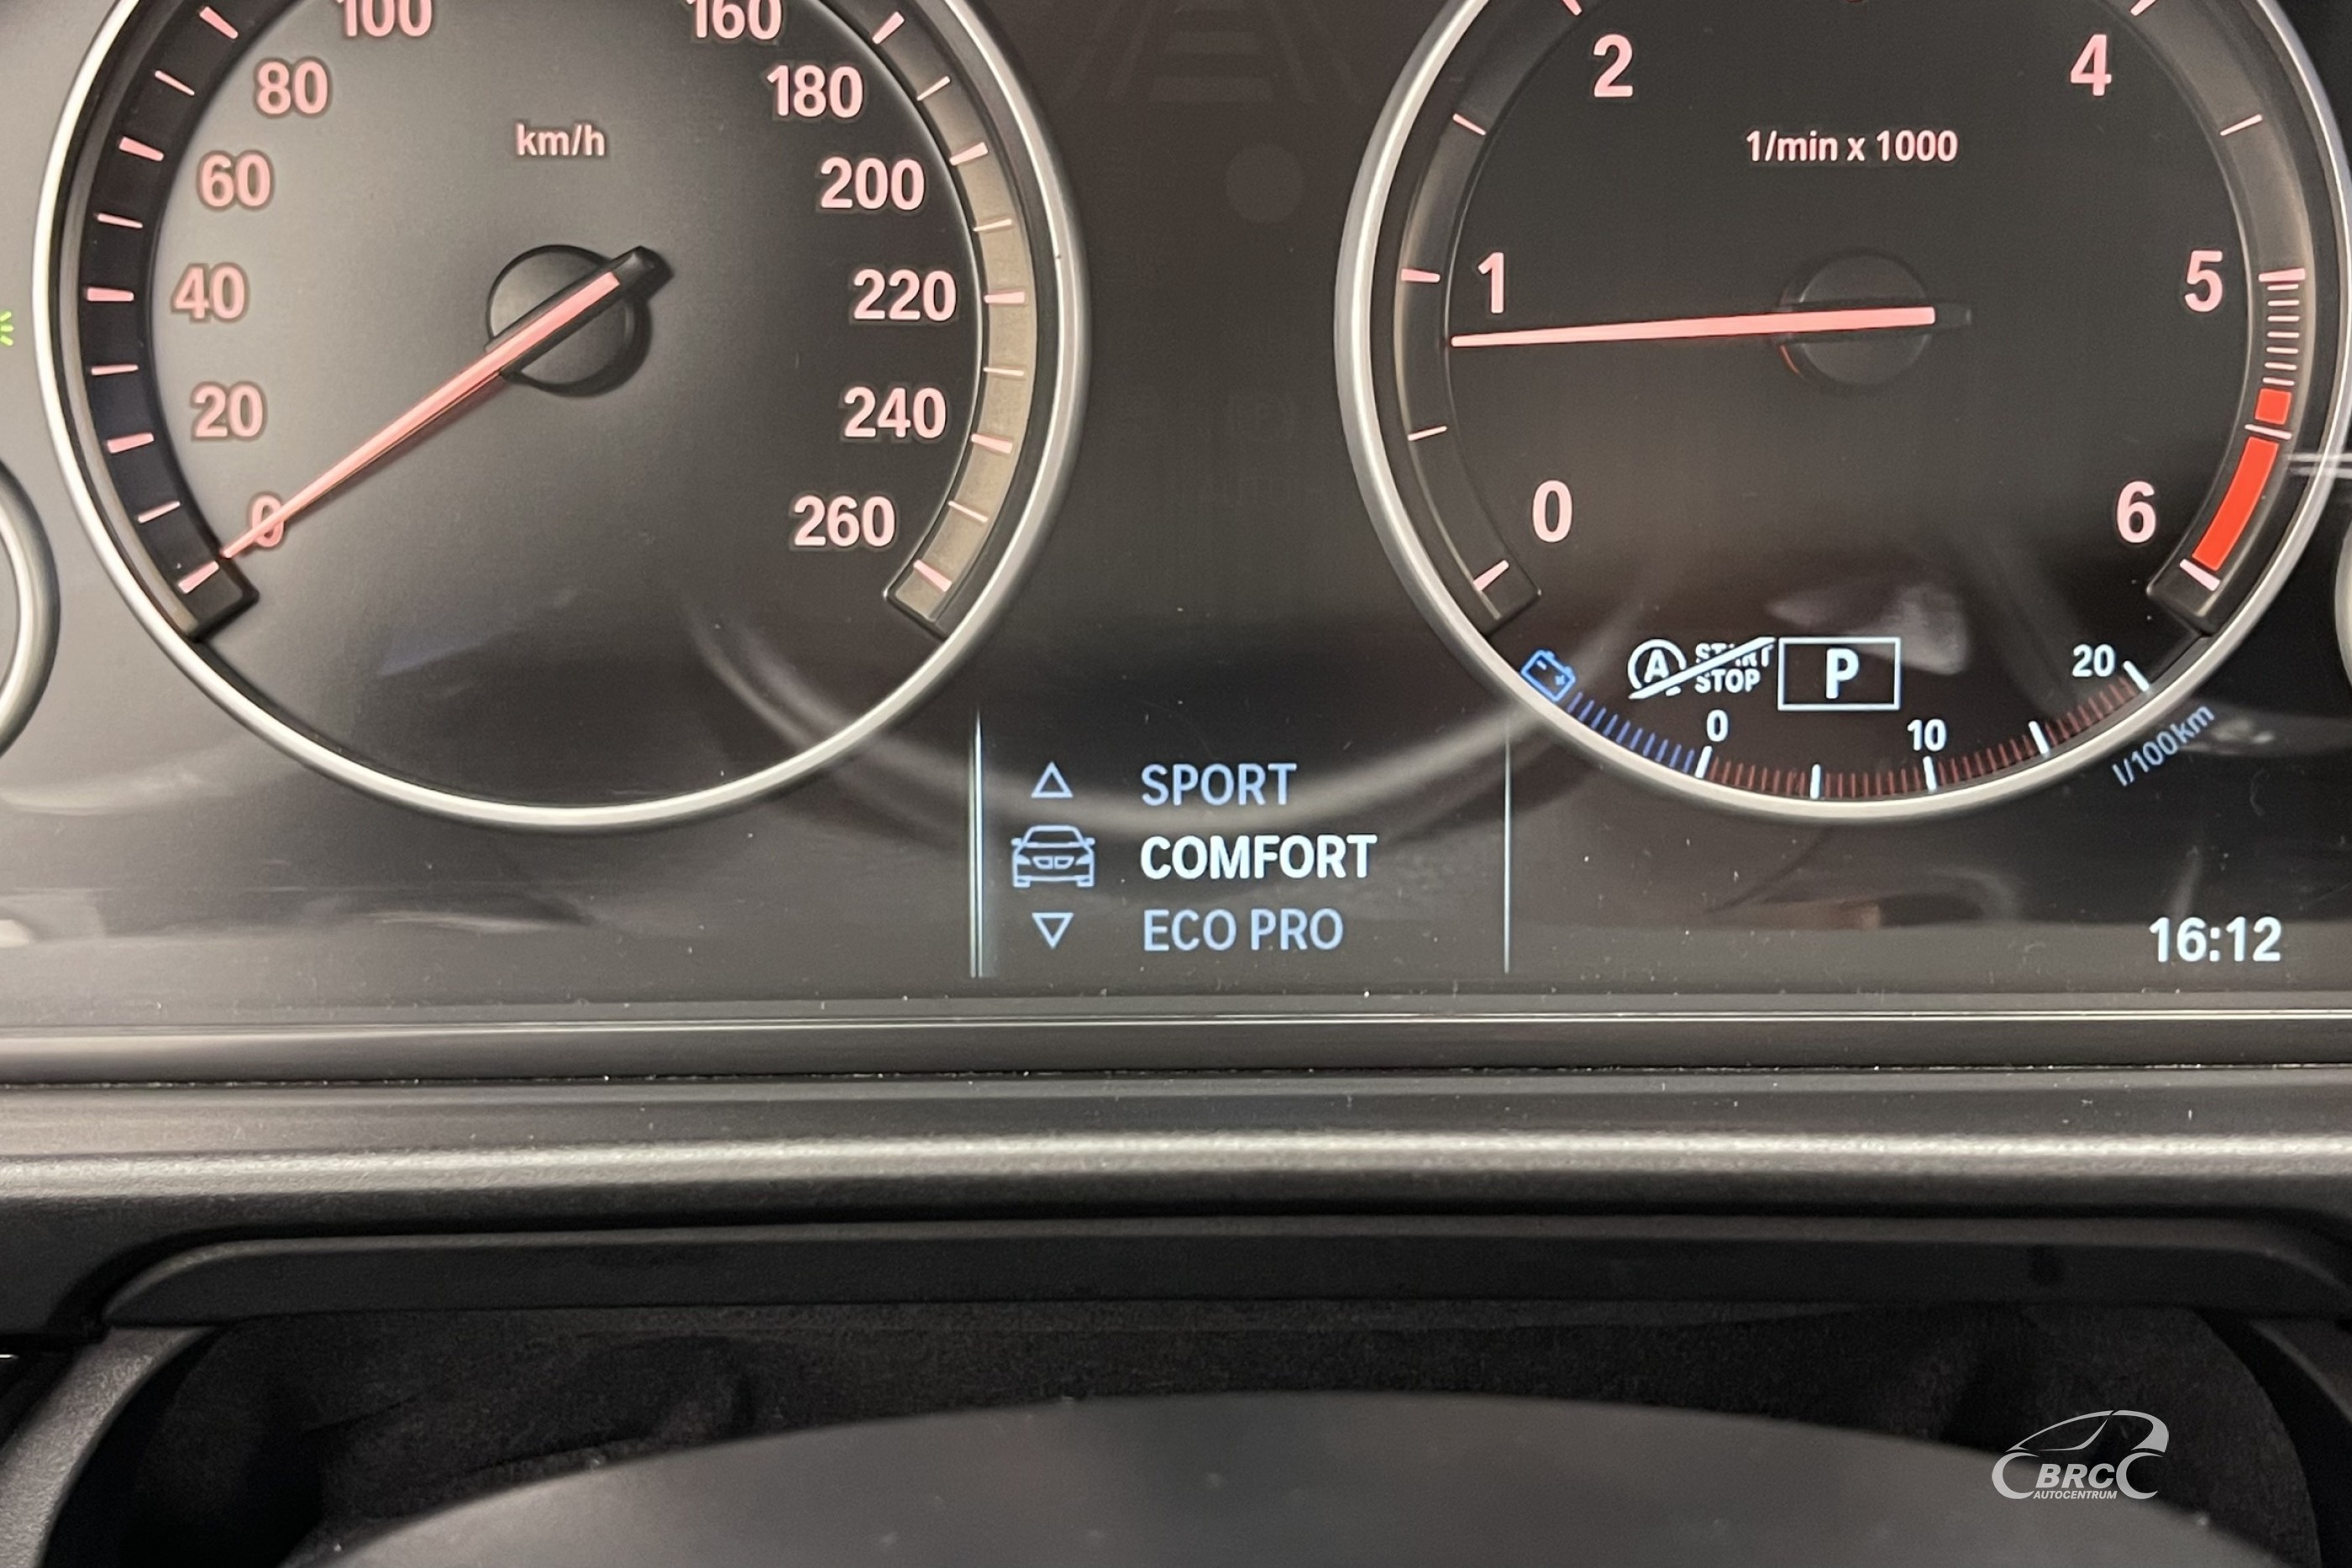 100
160
80
180
km/h
60
200
40
220
20
240
0
260
2
4
1/min x 1000
1
5
0
6
A
START
STOP
P
20
0
10
l/100km
SPORT
COMFORT
ECO PRO
16:12
BRC
AUTOCENTRUM